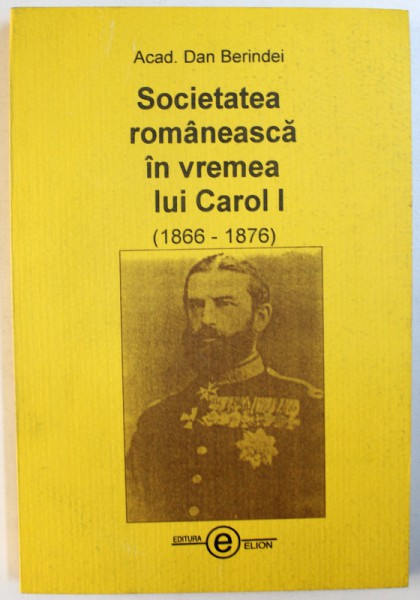 Acad. Dan Berindei
Societatea
românească
în vremea
lui Carol I
(1866 - 1876)
EDITURA e ELION